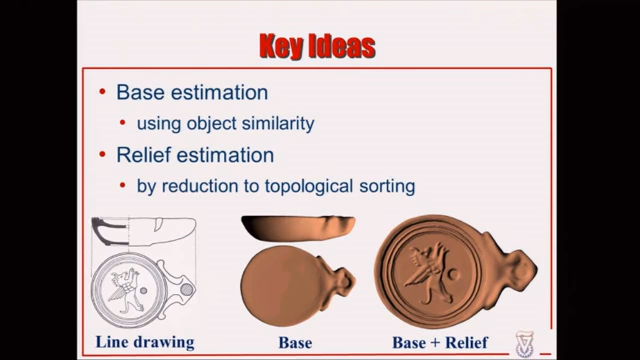 Key Ideas
• Base estimation
• using object similarity
• Relief estimation
• by reduction to topological sorting
Line drawing
Base
Base + Relief